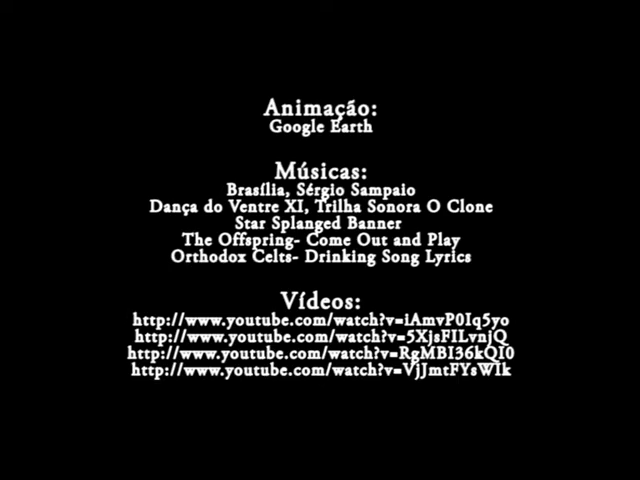 Animação:
Google Earth
Músicas:
Brasília, Sérgio Sampaio
Dança do Ventre XI, Trilha Sonora O Clone
Star Splanged Banner
The Offspring- Come Out and Play
Orthodox Celts- Drinking Song Lyrics
Vídeos:
http://www.youtube.com/watch?v=iAmvP0Iq5yo
http://www.youtube.com/watch?v=5XjsFILvnjQ
http://www.youtube.com/watch?v=RgMBI36kQI0
http://www.youtube.com/watch?v=VjJmtFYsWIk